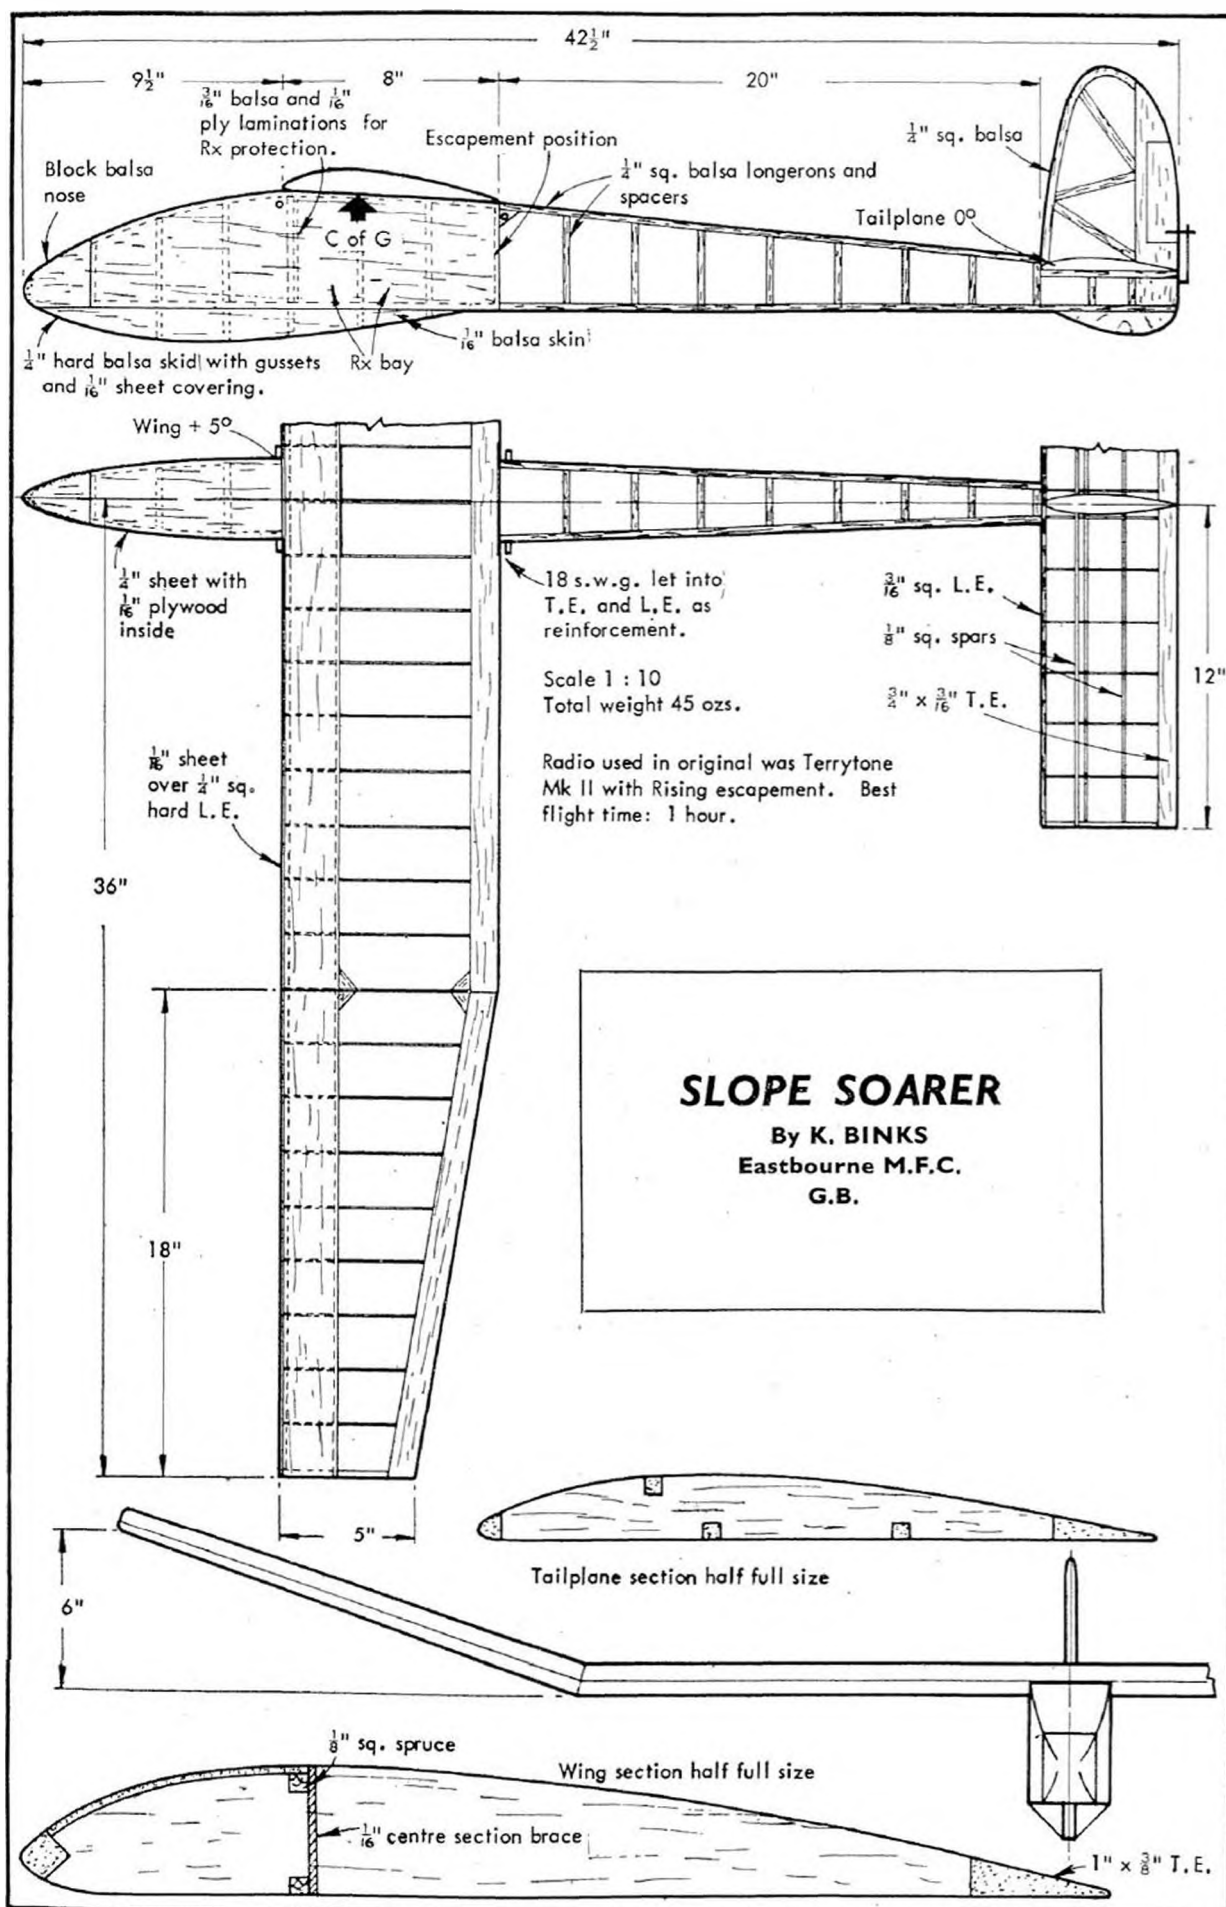 42½"
9½"
8"
20"
3/16" balsa and 1/16"
ply laminations for
Rx protection.
Escapement position
¼" sq. balsa longerons and
spacers
¼" sq. balsa
Block balsa
nose
Tailplane 0°
C of G
1/16" balsa skin
Rx bay
¼" hard balsa skid with gussets
and 1/16" sheet covering.
Wing + 5°
¼" sheet with
1/16" plywood
inside
18 s.w.g. let into
T.E. and L.E. as
reinforcement.
3/16" sq. L.E.
⅛" sq. spars
¾" x 3/16" T.E.
12"
Scale 1 : 10
Total weight 45 ozs.
Radio used in original was Terrytone
Mk II with Rising escapement. Best
flight time: 1 hour.
1/16" sheet
over ¼" sq.
hard L.E.
36"
18"
5"
SLOPE SOARER
By K. BINKS
Eastbourne M.F.C.
G.B.
Tailplane section half full size
6"
⅛" sq. spruce
Wing section half full size
1/16" centre section brace
1" x ⅜" T.E.